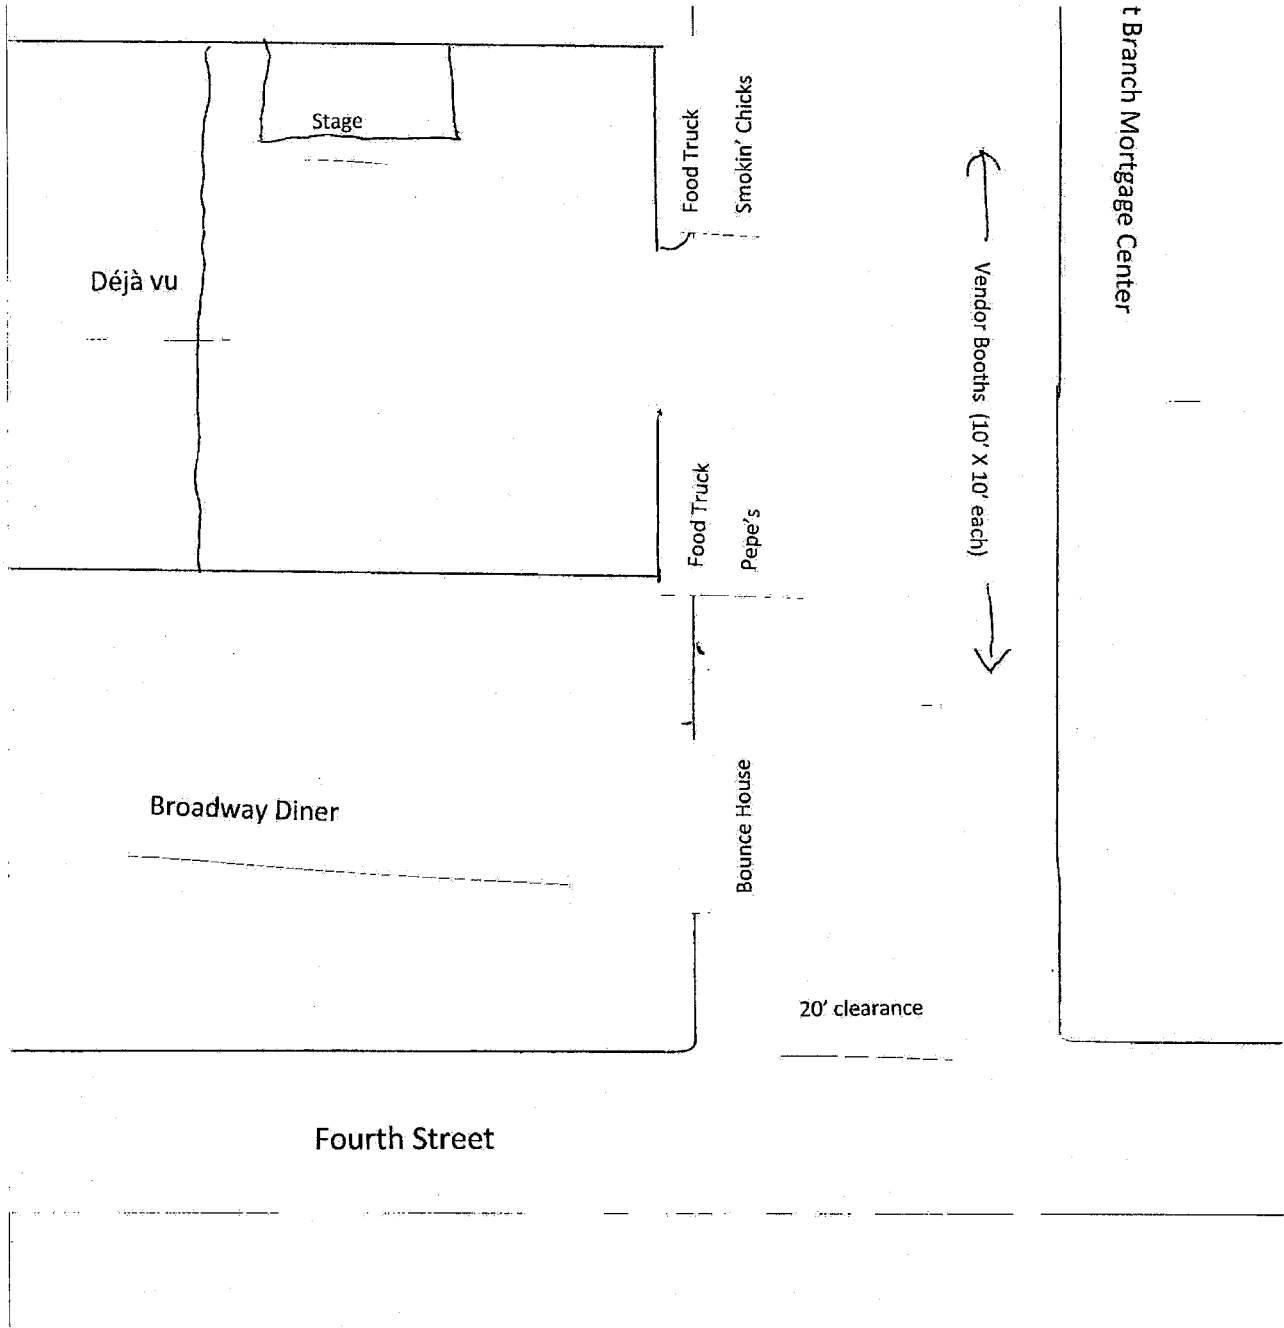 t Branch Mortgage Center
Stage
Food Truck
Smokin' Chicks
Déjà vu
Vendor Booths (10' X 10' each)
Food Truck
Pepe's
Broadway Diner
Bounce House
20' clearance
Fourth Street